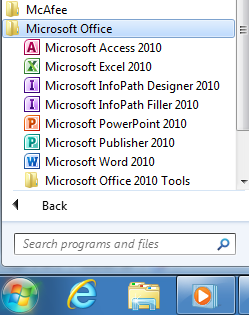 McAfee
Microsoft Office
Microsoft Access 2010
Microsoft Excel 2010
Microsoft InfoPath Designer 2010
Microsoft InfoPath Filler 2010
Microsoft PowerPoint 2010
Microsoft Publisher 2010
Microsoft Word 2010
Microsoft Office 2010 Tools
Back
Search programs and files